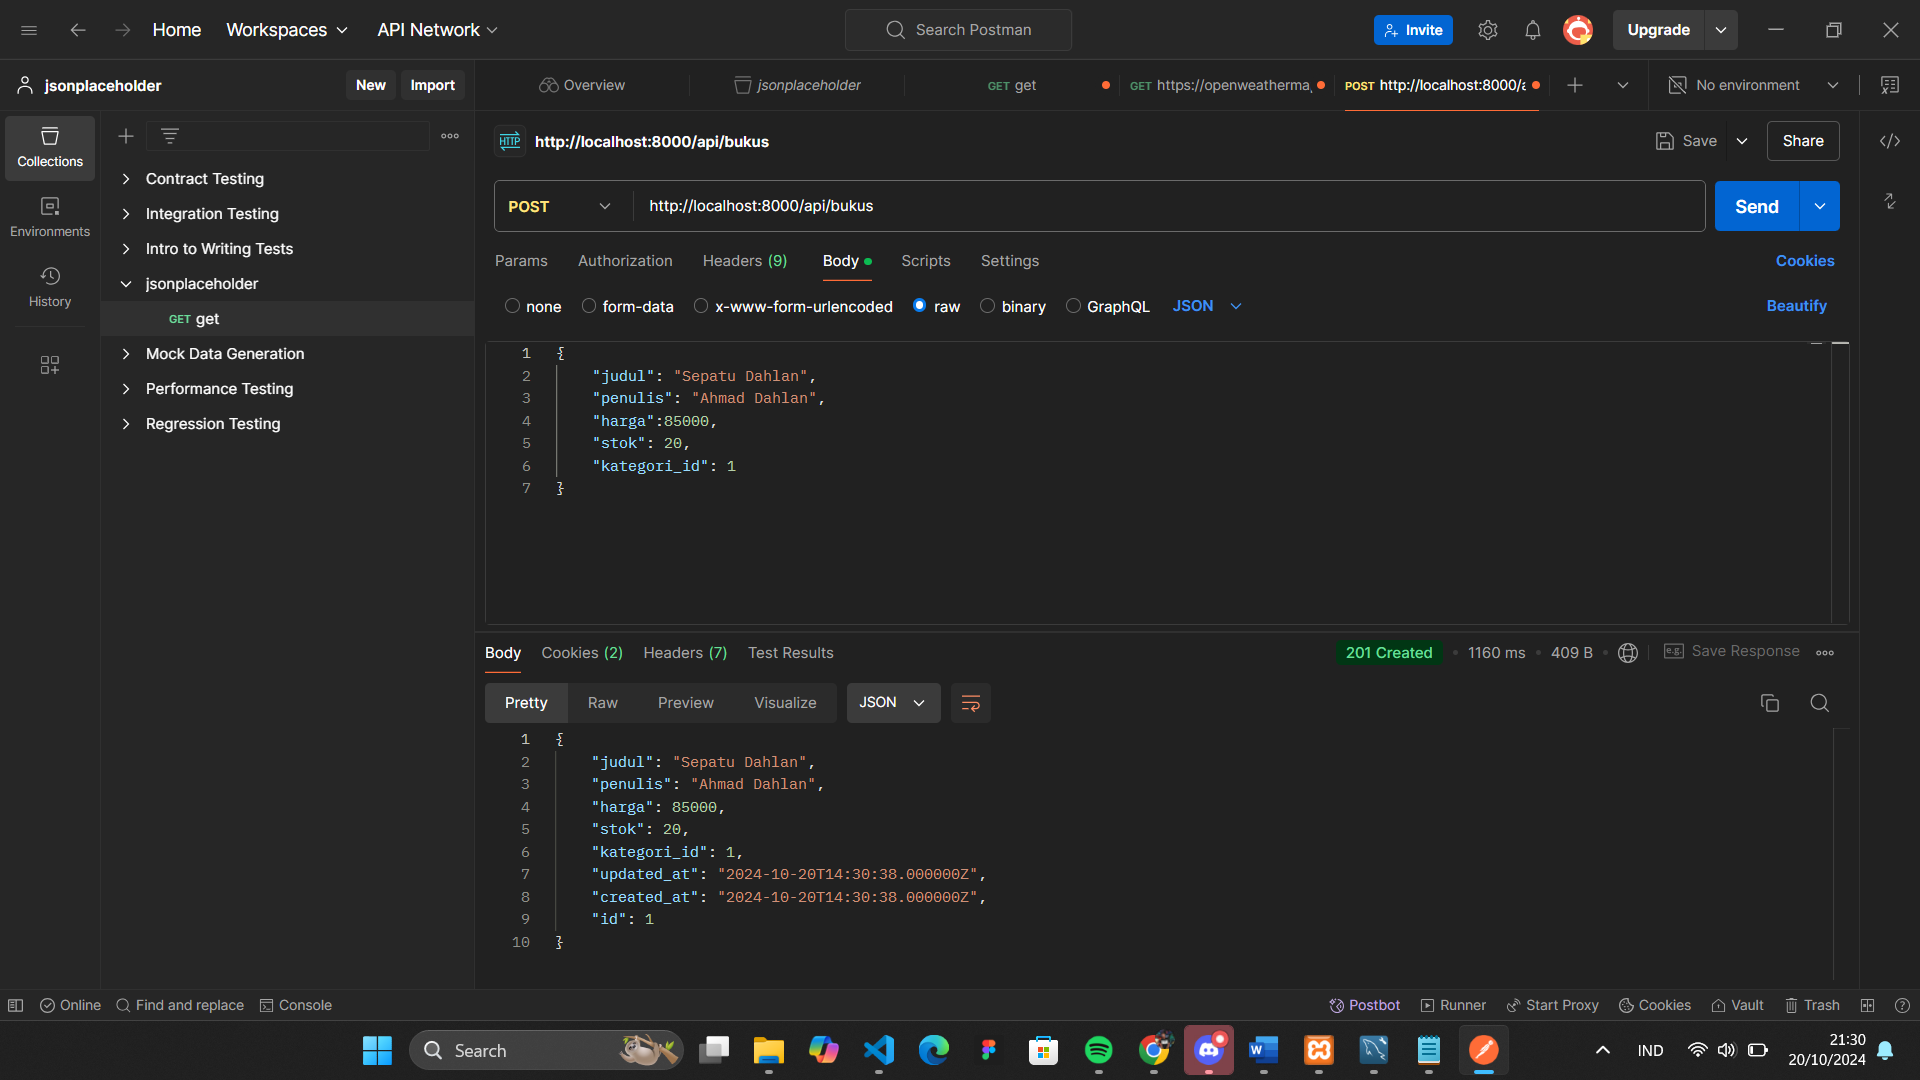 Home Workspaces API Network Search Postman Invite Upgrade
jsonplaceholder New Import Overview jsonplaceholder GET get GET https://openweatherma POST http://localhost:8000/a No environment
Collections
Environments
History
Contract Testing
Integration Testing
Intro to Writing Tests
jsonplaceholder
GET get
Mock Data Generation
Performance Testing
Regression Testing
HTTP http://localhost:8000/api/bukus Save Share
POST http://localhost:8000/api/bukus Send
Params Authorization Headers (9) Body Scripts Settings Cookies
none form-data x-www-form-urlencoded raw binary GraphQL JSON Beautify
1 {
2 "judul": "Sepatu Dahlan",
3 "penulis": "Ahmad Dahlan",
4 "harga":85000,
5 "stok": 20,
6 "kategori_id": 1
7 }
Body Cookies (2) Headers (7) Test Results 201 Created 1160 ms 409 B e.g. Save Response
Pretty Raw Preview Visualize JSON
1 {
2 "judul": "Sepatu Dahlan",
3 "penulis": "Ahmad Dahlan",
4 "harga": 85000,
5 "stok": 20,
6 "kategori_id": 1,
7 "updated_at": "2024-10-20T14:30:38.000000Z",
8 "created_at": "2024-10-20T14:30:38.000000Z",
9 "id": 1
10 }
Online Find and replace Console Postbot Runner Start Proxy Cookies Vault Trash
Search IND 21:30
20/10/2024